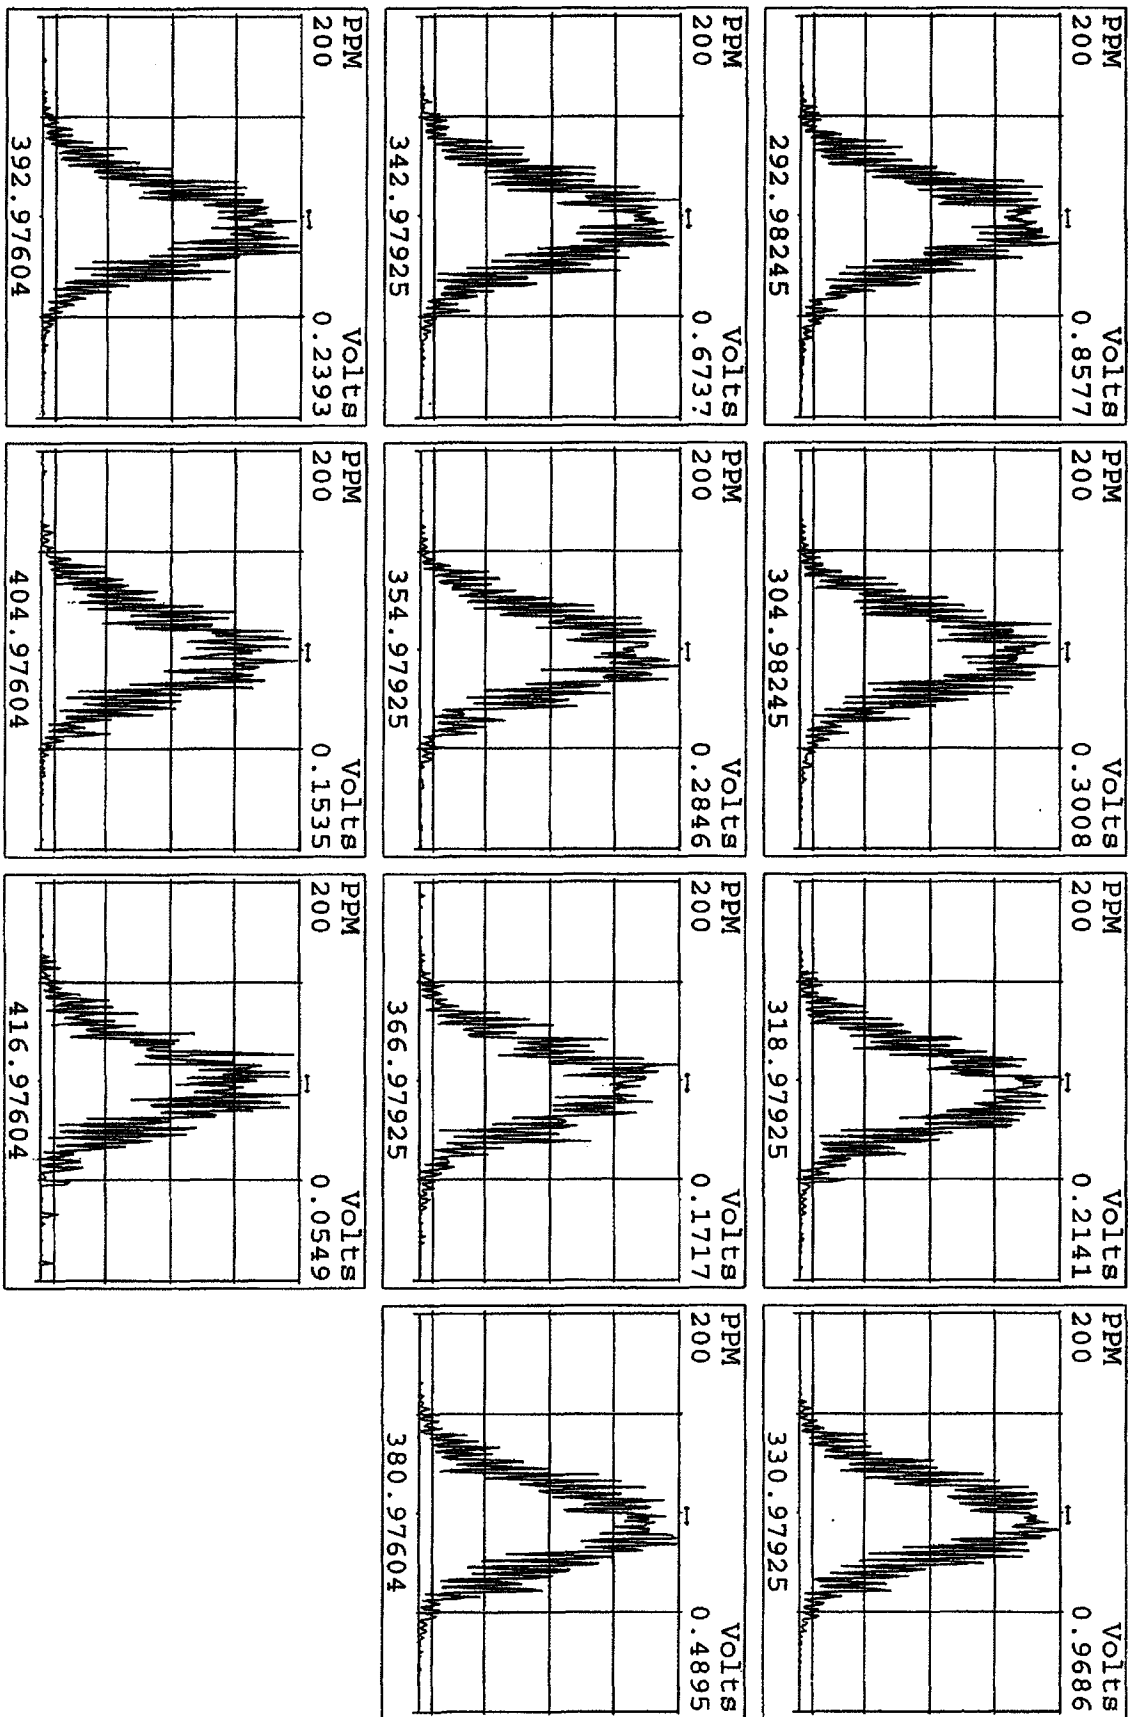 PPM Volts
200 0.8577
292.98245
PPM Volts
200 0.3008
304.98245
PPM Volts
200 0.2141
318.97925
PPM Volts
200 0.9686
330.97925
PPM Volts
200 0.6737
342.97925
PPM Volts
200 0.2846
354.97925
PPM Volts
200 0.1717
366.97925
PPM Volts
200 0.4895
380.97604
PPM Volts
200 0.2393
392.97604
PPM Volts
200 0.1535
404.97604
PPM Volts
200 0.0549
416.97604